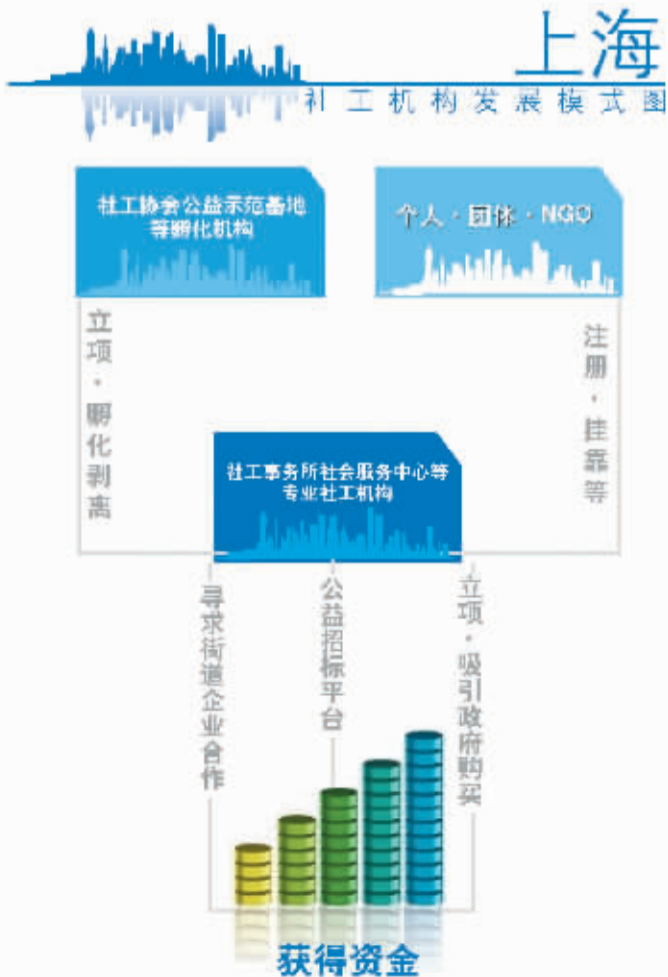 上海
社工机构发展模式图
社工协会公益示范基地
等孵化机构
个人·团体·NGO
立项·孵化剥离
注册·挂靠等
社工事务所社会服务中心等
专业社工机构
寻求街道企业合作
公益招标平台
立项·吸引政府购买
获得资金